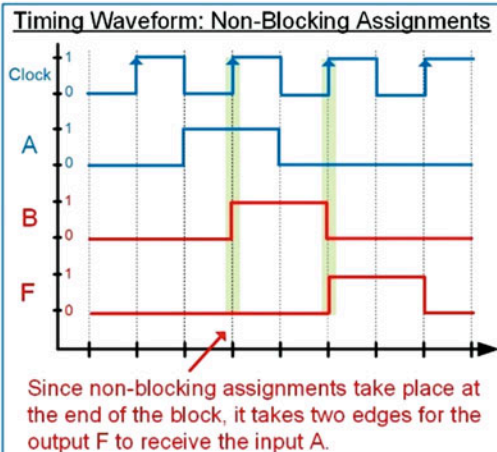 Timing Waveform: Non-Blocking Assignments
Clock
1
0
A
1
0
B
1
0
F
1
0
Since non-blocking assignments take place at
the end of the block, it takes two edges for the
output F to receive the input A.